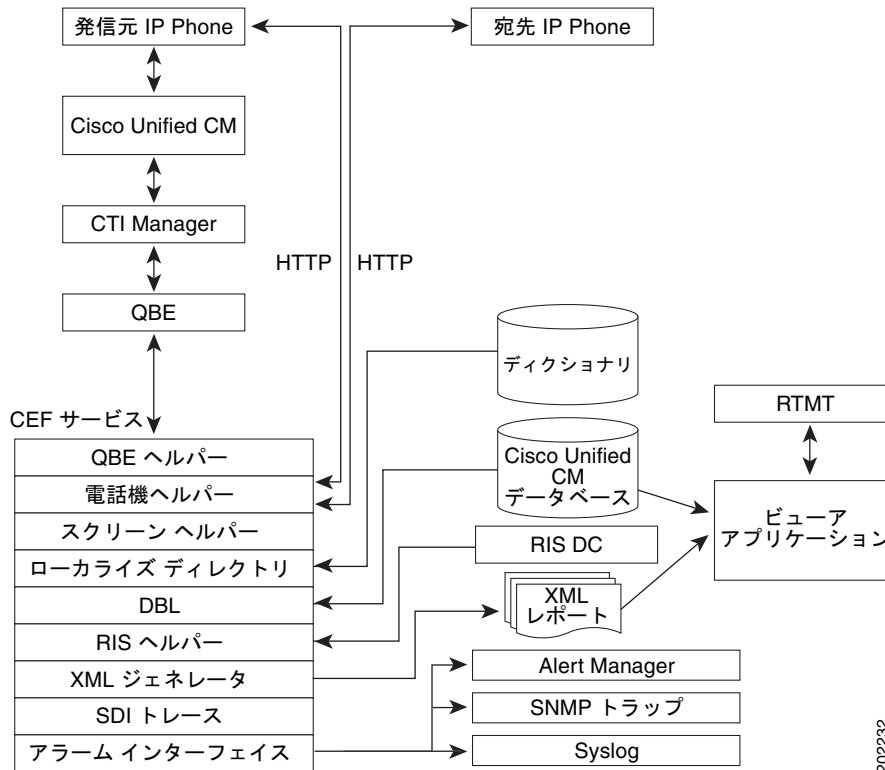 発信元 IP Phone
宛先 IP Phone
Cisco Unified CM
CTI Manager
HTTP
HTTP
QBE
ディクショナリ
RTMT
CEF サービス
QBE ヘルパー
Cisco Unified
CM
データベース
電話機ヘルパー
ビューア
アプリケーション
スクリーン ヘルパー
RIS DC
ローカライズ ディレクトリ
DBL
XML
レポート
RIS ヘルパー
XML ジェネレータ
Alert Manager
SDI トレース
SNMP トラップ
アラーム インターフェイス
Syslog
202232